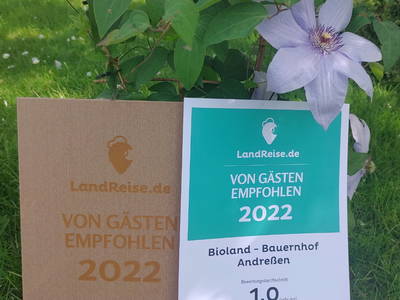 LandReise.de
VON GÄSTEN
EMPFOHLEN
2022
LandReise.de
VON GÄSTEN
EMPFOHLEN
2022
Bioland - Bauernhof
Andreßen
1,0